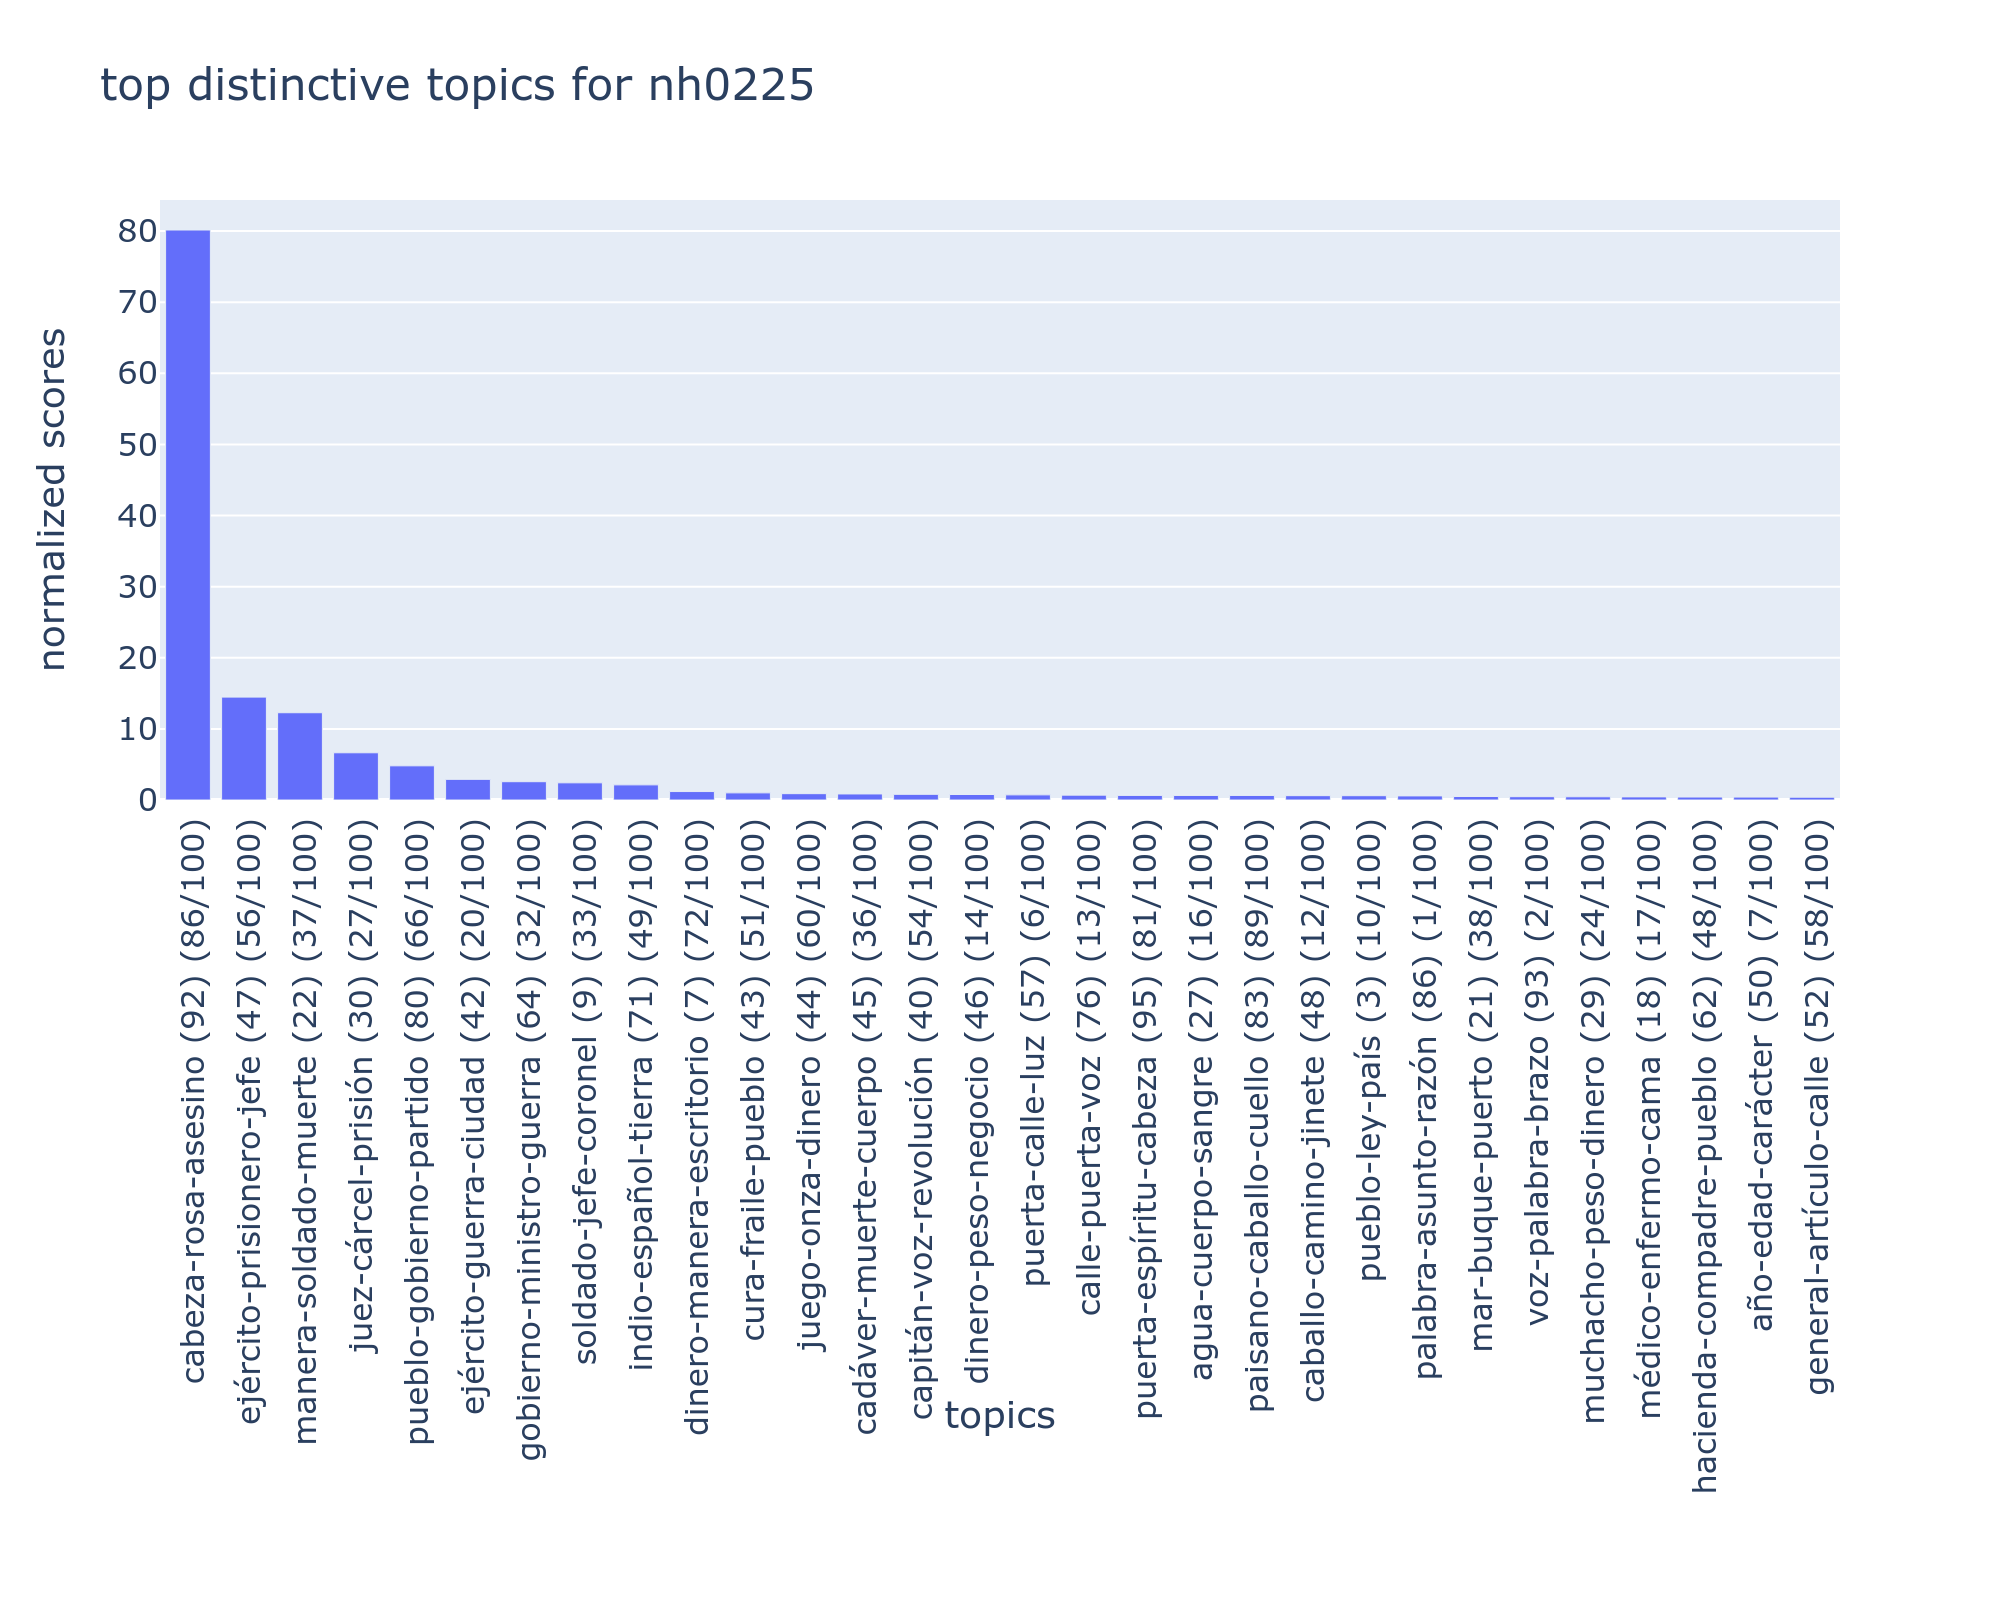 top distinctive topics for nh0225
normalized scores
80
70
60
50
40
30
20
10
0
cabeza-rosa-asesino (92) (86/100)
ejército-prisionero-jefe (47) (56/100)
manera-soldado-muerte (22) (37/100)
juez-cárcel-prisión (30) (27/100)
pueblo-gobierno-partido (80) (66/100)
ejército-guerra-ciudad (42) (20/100)
gobierno-ministro-guerra (64) (32/100)
soldado-jefe-coronel (9) (33/100)
indio-español-tierra (71) (49/100)
dinero-manera-escritorio (7) (72/100)
cura-fraile-pueblo (43) (51/100)
juego-onza-dinero (44) (60/100)
cadáver-muerte-cuerpo (45) (36/100)
capitán-voz-revolución (40) (54/100)
dinero-peso-negocio (46) (14/100)
puerta-calle-luz (57) (6/100)
calle-puerta-voz (76) (13/100)
puerta-espíritu-cabeza (95) (81/100)
agua-cuerpo-sangre (27) (16/100)
paisano-caballo-cuello (83) (89/100)
caballo-camino-jinete (48) (12/100)
pueblo-ley-país (3) (10/100)
palabra-asunto-razón (86) (1/100)
mar-buque-puerto (21) (38/100)
voz-palabra-brazo (93) (2/100)
muchacho-peso-dinero (29) (24/100)
médico-enfermo-cama (18) (17/100)
hacienda-compadre-pueblo (62) (48/100)
año-edad-carácter (50) (7/100)
general-artículo-calle (52) (58/100)
topics